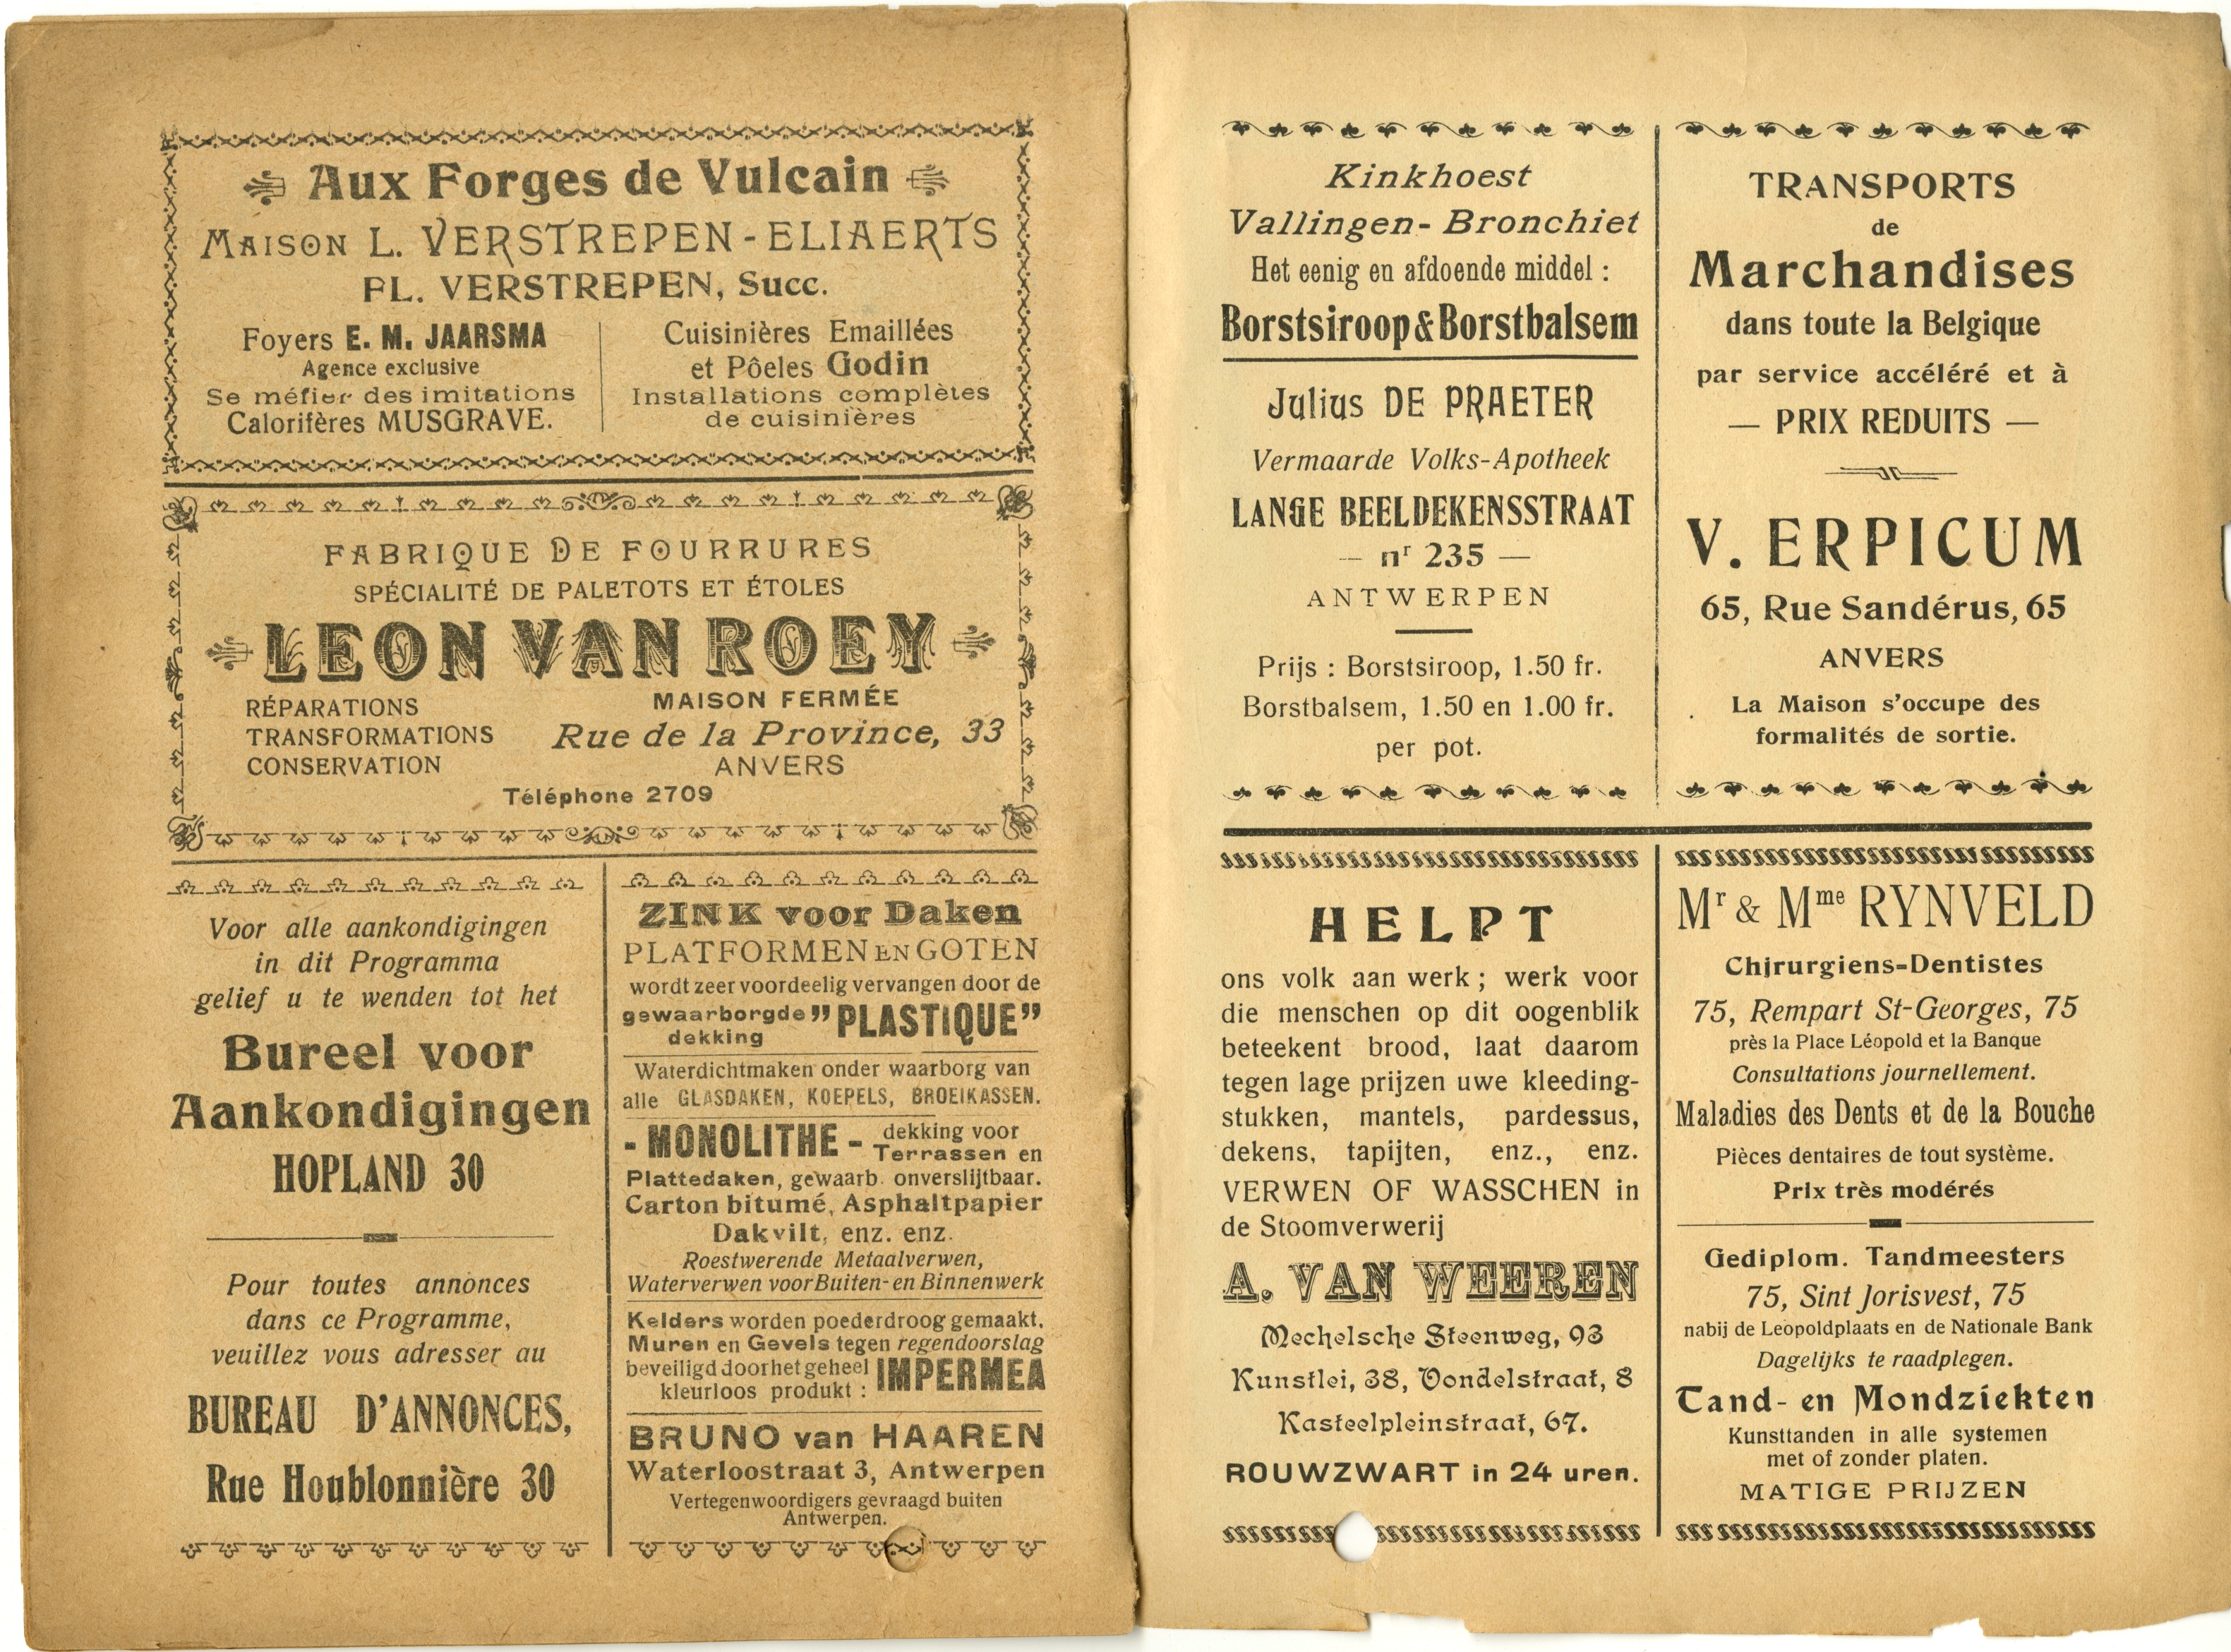 Aux Forges de Vulcain
MAISON L. VERSTREPEN-ELIAERTS
FL. VERSTREPEN, Succ.
Foyers E. M. JAARSMA
Agence exclusive
Se méfier des imitations
Calorifères MUSGRAVE.
Cuisinières Emaillées
et Pôeles Godin
Installations complètes
de cuisinières
FABRIQUE DE FOURRURES
SPÉCIALITÉ DE PALETOTS ET ÉTOLES
LEON VAN ROEY
RÉPARATIONS
TRANSFORMATIONS
CONSERVATION
MAISON FERMÉE
Rue de la Province, 33
ANVERS
Téléphone 2709
Voor alle aankondigingen
in dit Programma
gelief u te wenden tot het
Bureel voor
Aankondigingen
HOPLAND 30
Pour toutes annonces
dans ce Programme,
veuillez vous adresser au
BUREAU D'ANNONCES,
Rue Houblonnière 30
ZINK voor Daken
PLATFORMEN EN GOTEN
wordt zeer voordeelig vervangen door de
gewaarborgde dekking ” PLASTIQUE ”
Waterdichtmaken onder waarborg van
alle GLASDAKEN, KOEPELS, BROEIKASSEN.
- MONOLITHE - dekking voor Terrassen en
Plattedaken, gewaarb. onverslijtbaar.
Carton bitumé, Asphaltpapier
Dakvilt, enz. enz.
Roestwerende Metaalverwen,
Waterverwen voor Buiten- en Binnenwerk
Kelders worden poederdroog gemaakt.
Muren en Gevels tegen regendoorslag
beveiligd door het geheel
kleurloos produkt : IMPERMEA
BRUNO van HAAREN
Waterloostraat 3, Antwerpen
Vertegenwoordigers gevraagd buiten
Antwerpen.
Kinkhoest
Vallingen- Bronchiet
Het eenig en afdoende middel :
Borstsiroop & Borstbalsem
Julius DE PRAETER
Vermaarde Volks-Apotheek
LANGE BEELDEKENSSTRAAT
— nr 235 —
ANTWERPEN
Prijs : Borstsiroop, 1.50 fr.
Borstbalsem, 1.50 en 1.00 fr.
per pot.
TRANSPORTS
de
Marchandises
dans toute la Belgique
par service accéléré et à
— PRIX REDUITS —
V. ERPICUM
65, Rue Sandérus, 65
ANVERS
La Maison s'occupe des
formalités de sortie.
HELPT
ons volk aan werk ; werk voor
die menschen op dit oogenblik
beteekent brood, laat daarom
tegen lage prijzen uwe kleeding-
stukken, mantels, pardessus,
dekens, tapijten, enz., enz.
VERWEN OF WASSCHEN in
de Stoomverwerij
A. VAN WEEREN
Mechelsche Steenweg, 93
Kunstlei, 38, Vondelstraat, 8
Kasteelpleinstraat, 67.
ROUWZWART in 24 uren.
Mr & Mme RYNVELD
Chjrurgiens-Dentistes
75, Rempart St-Georges, 75
près la Place Léopold et la Banque
Consultations journellement.
Maladies des Dents et de la Bouche
Pièces dentaires de tout système.
Prix très modérés
Gediplom. Tandmeesters
75, Sint Jorisvest, 75
nabij de Leopoldplaats en de Nationale Bank
Dagelijks te raadplegen.
Tand- en Mondziekten
Kunsttanden in alle systemen
met of zonder platen.
MATIGE PRIJZEN